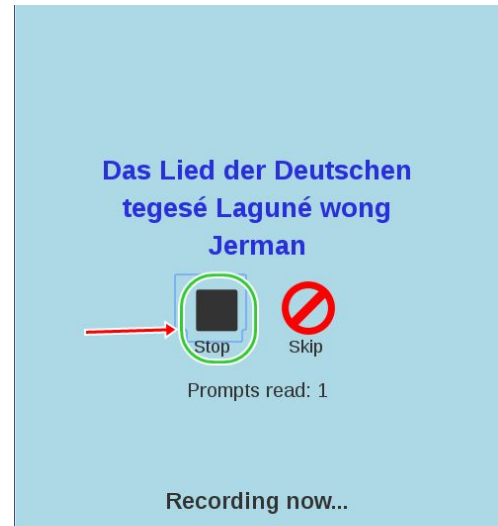 Das Lied der Deutschen
tegesé Laguné wong
Jerman
Stop
Skip
Prompts read: 1
Recording now...